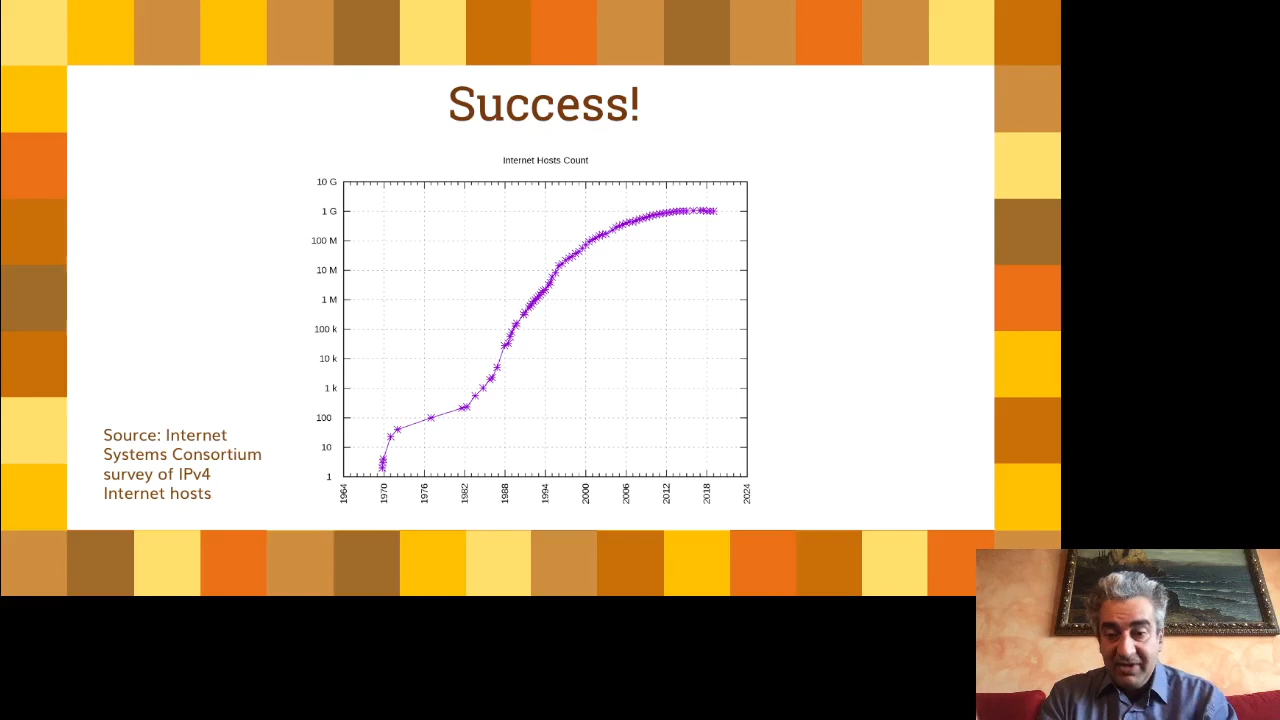 Success!
Internet Hosts Count
10 G
1 G
100 M
10 M
1 M
100 k
10 k
1 k
100
10
1
1964
1970
1976
1982
1988
1994
2000
2006
2012
2018
2024
Source: Internet
Systems Consortium
survey of IPv4
Internet hosts